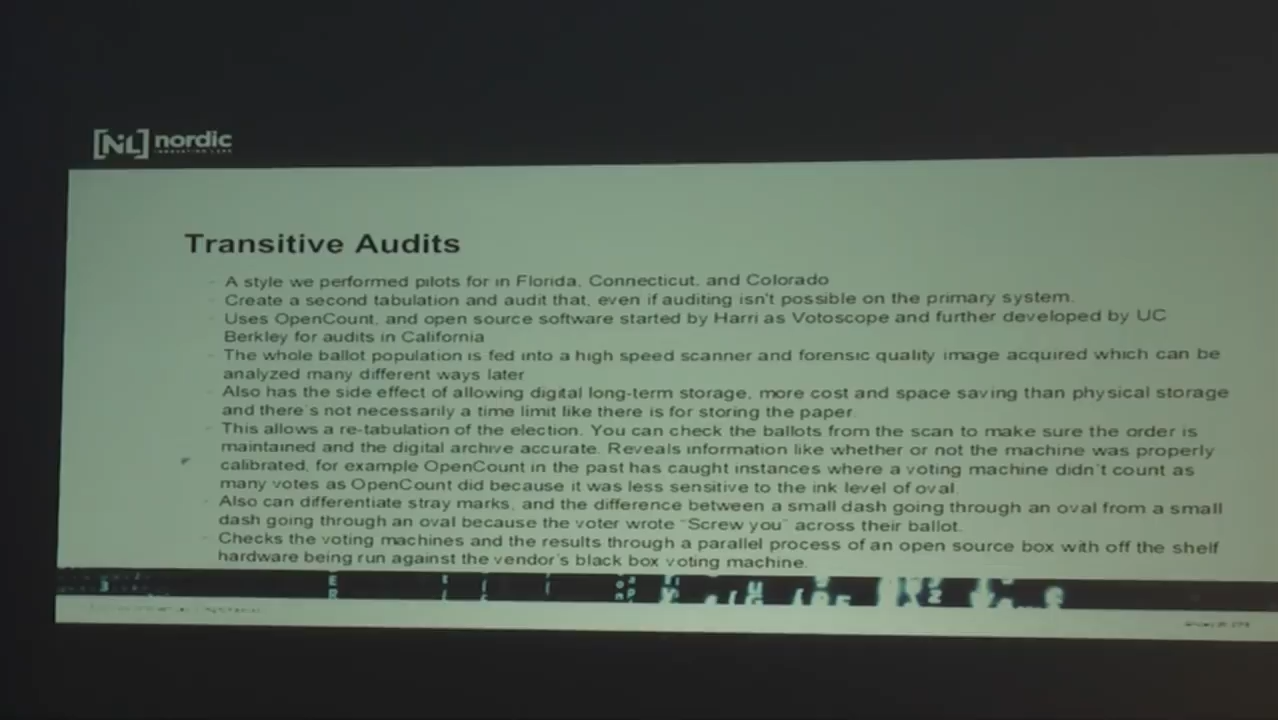 [NiL] nordic
Transitive Audits
A style we performed pilots for in Florida, Connecticut, and Colorado
Create a second tabulation and audit that, even if auditing isn't possible on the primary system.
Uses OpenCount, and open source software started by Harri as Votoscope and further developed by UC
Berkley for audits in California
The whole ballot population is fed into a high speed scanner and forensic quality image acquired which can be
analyzed many different ways later
Also has the side effect of allowing digital long-term storage, more cost and space saving than physical storage
and there's not necessarily a time limit like there is for storing the paper.
This allows a re-tabulation of the election. You can check the ballots from the scan to make sure the order is
maintained and the digital archive accurate. Reveals information like whether or not the machine was properly
calibrated, for example OpenCount in the past has caught instances where a voting machine didn't count as
many votes as OpenCount did because it was less sensitive to the ink level of oval.
Also can differentiate stray marks, and the difference between a small dash going through an oval from a small
dash going through an oval because the voter wrote "Screw you" across their ballot.
Checks the voting machines and the results through a parallel process of an open source box with off the shelf
hardware being run against the vendor's black box voting machine.